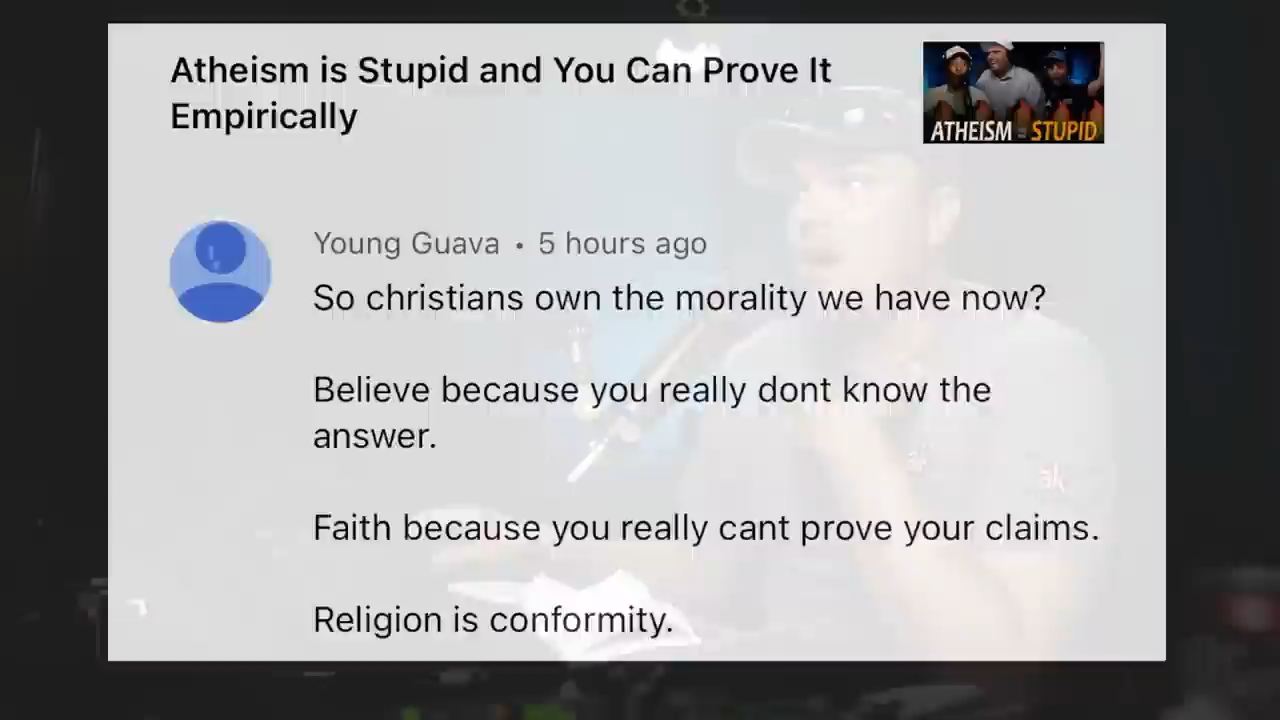 Atheism is Stupid and You Can Prove It
Empirically
ATHEISM = STUPID
Young Guava • 5 hours ago
So christians own the morality we have now?
Believe because you really dont know the
answer.
Faith because you really cant prove your claims.
Religion is conformity.